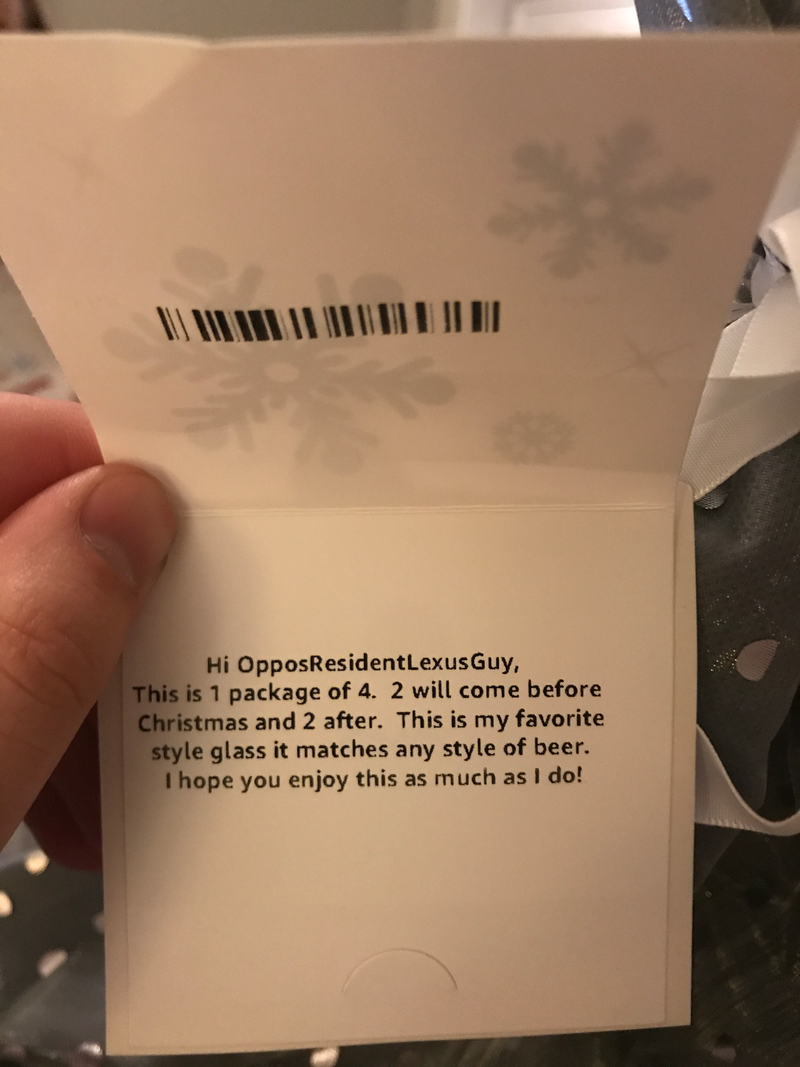 Hi OpposResidentLexusGuy,
This is 1 package of 4.  2 will come before
Christmas and 2 after.  This is my favorite
style glass it matches any style of beer.
I hope you enjoy this as much as I do!